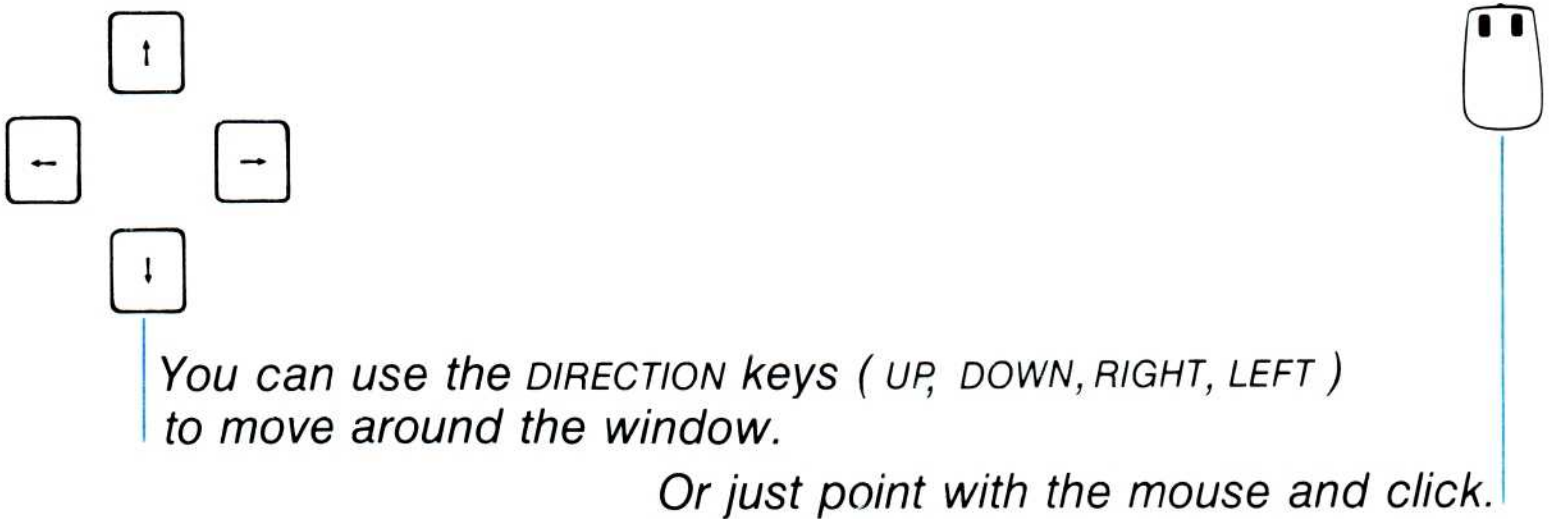 You can use the DIRECTION keys ( UP, DOWN, RIGHT, LEFT )
to move around the window.
Or just point with the mouse and click.